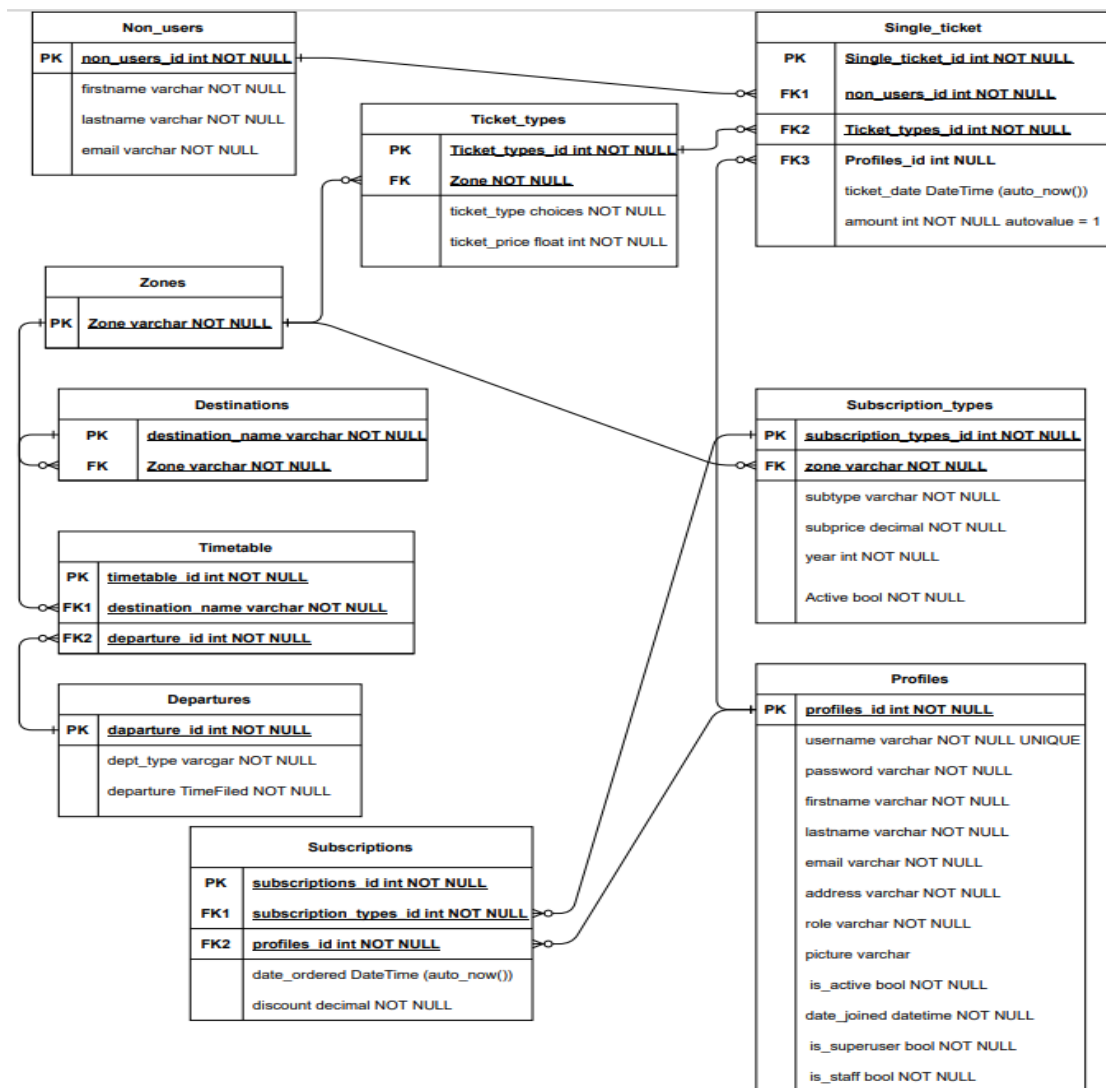 Non_users
PK non_users_id int NOT NULL
firstname varchar NOT NULL
lastname varchar NOT NULL
email varchar NOT NULL
Single_ticket
PK Single_ticket_id int NOT NULL
FK1 non_users_id int NOT NULL
FK2 Ticket_types_id int NOT NULL
FK3 Profiles_id int NULL
ticket_date DateTime (auto_now())
amount int NOT NULL autovalue = 1
Ticket_types
PK Ticket_types_id int NOT NULL
FK Zone NOT NULL
ticket_type choices NOT NULL
ticket_price float int NOT NULL
Zones
PK Zone varchar NOT NULL
Destinations
PK destination_name varchar NOT NULL
FK Zone varchar NOT NULL
Subscription_types
PK subscription_types_id int NOT NULL
FK zone varchar NOT NULL
subtype varchar NOT NULL
subprice decimal NOT NULL
year int NOT NULL
Active bool NOT NULL
Timetable
PK timetable_id int NOT NULL
FK1 destination_name varchar NOT NULL
FK2 departure_id int NOT NULL
Departures
PK daparture_id int NOT NULL
dept_type varcgar NOT NULL
departure TimeFiled NOT NULL
Profiles
PK profiles_id int NOT NULL
username varchar NOT NULL UNIQUE
password varchar NOT NULL
firstname varchar NOT NULL
lastname varchar NOT NULL
email varchar NOT NULL
address varchar NOT NULL
role varchar NOT NULL
picture varchar
is_active bool NOT NULL
date_joined datetime NOT NULL
is_superuser bool NOT NULL
is_staff bool NOT NULL
Subscriptions
PK subscriptions_id int NOT NULL
FK1 subscription_types_id int NOT NULL
FK2 profiles_id int NOT NULL
date_ordered DateTime (auto_now())
discount decimal NOT NULL